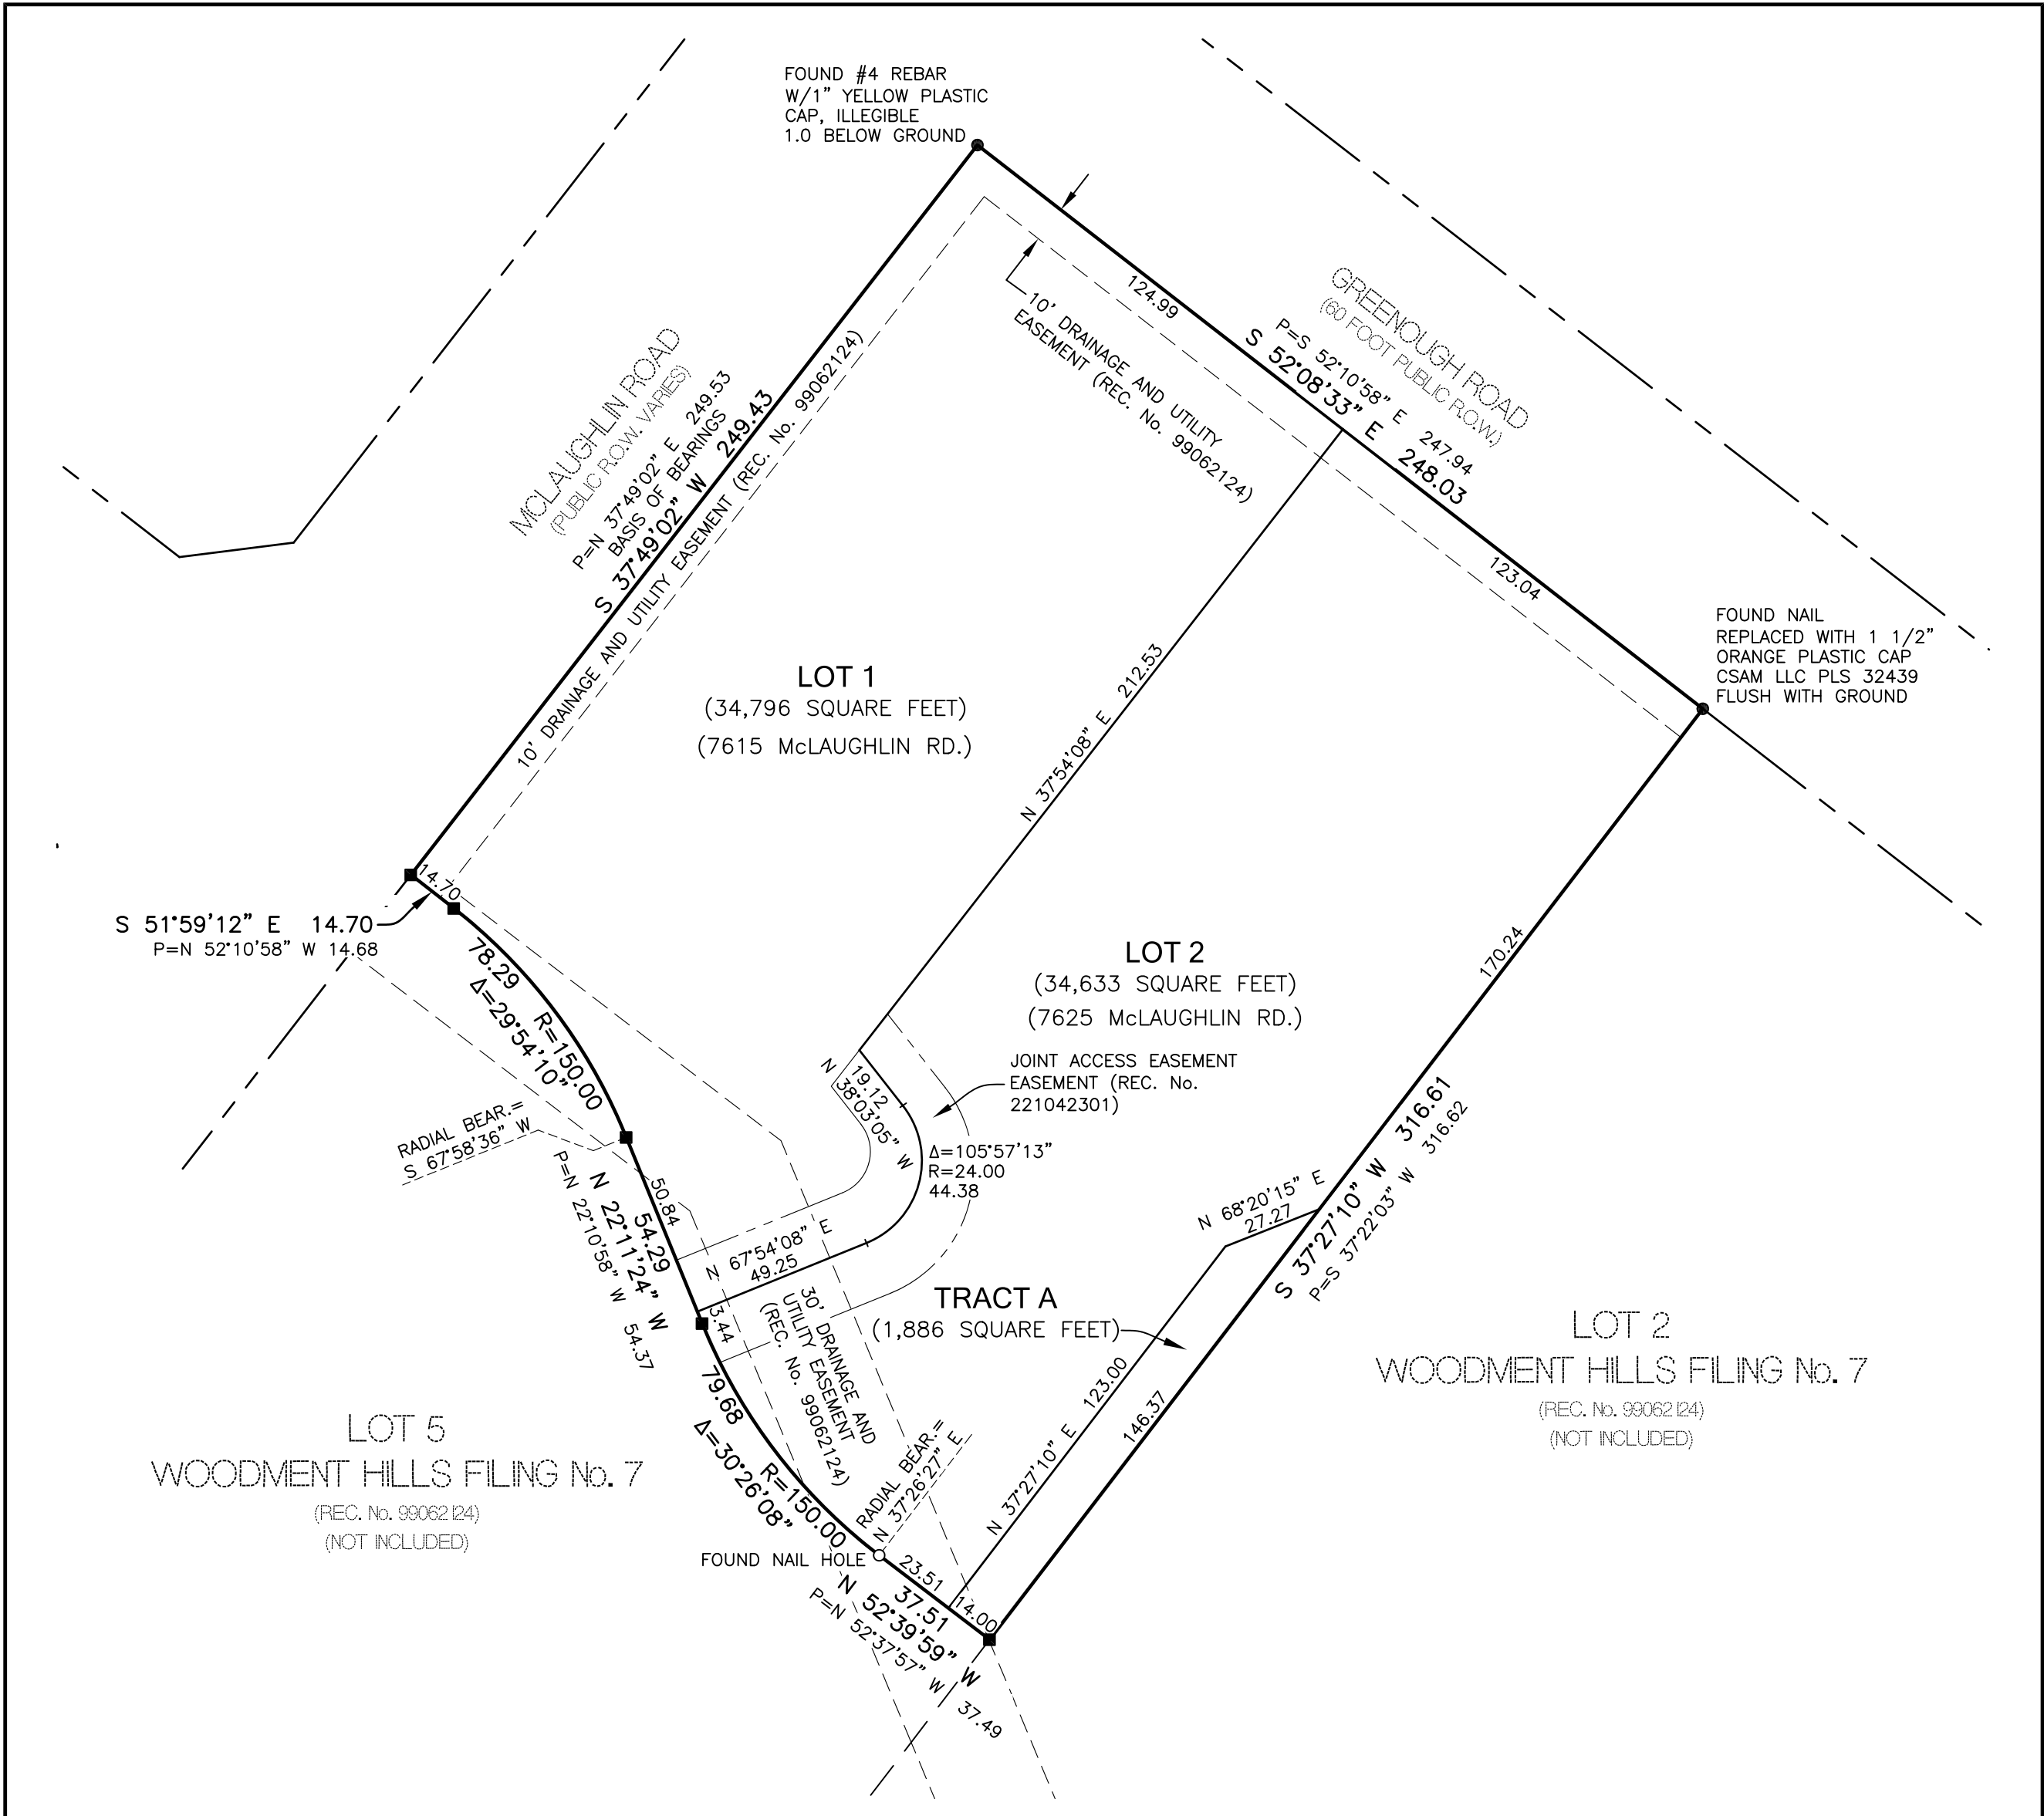 FOUND #4 REBAR
W/1" YELLOW PLASTIC
CAP, ILLEGIBLE
1.0 BELOW GROUND
GREENOUGH ROAD
(60 FOOT PUBLIC R.O.W.)
P=S 52°10'58" E 247.94
S 52°08'33" E 248.03
124.99
123.04
10' DRAINAGE AND UTILITY
EASEMENT (REC. No. 99062124)
MCLAUGHLIN ROAD
(PUBLIC R.O.W. VARIES)
P=N 37°49'02" E 249.53
BASIS OF BEARINGS
S 37°49'02" W 249.43
10' DRAINAGE AND UTILITY EASEMENT (REC. No. 99062124)
FOUND NAIL
REPLACED WITH 1 1/2"
ORANGE PLASTIC CAP
CSAM LLC PLS 32439
FLUSH WITH GROUND
LOT 1
(34,796 SQUARE FEET)
(7615 McLAUGHLIN RD.)
N 37°54'08" E 212.53
14.70
S 51°59'12" E 14.70
P=N 52°10'58" W 14.68
78.29
R=150.00
Δ=29°54'10"
LOT 2
(34,633 SQUARE FEET)
(7625 McLAUGHLIN RD.)
170.24
JOINT ACCESS EASEMENT
EASEMENT (REC. No.
221042301)
19.12
N 38°03'05" W
Δ=105°57'13"
R=24.00
44.38
RADIAL BEAR.=
S 67°58'36" W
50.84
54.29
N 22°11'24" W
P=N 22°10'58" W 54.37
N 67°54'08" E
49.25
3.44
N 68°20'15" E
27.27
S 37°27'10" W 316.61
P=S 37°22'03" W 316.62
TRACT A
(1,886 SQUARE FEET)
30' DRAINAGE AND
UTILITY EASEMENT
(REC. No. 99062124)
79.68
R=150.00
Δ=30°26'08"
N 37°27'10" E 123.00
146.37
LOT 2
WOODMENT HILLS FILING No. 7
(REC. No. 99062124)
(NOT INCLUDED)
LOT 5
WOODMENT HILLS FILING No. 7
(REC. No. 99062124)
(NOT INCLUDED)
RADIAL BEAR.=
N 37°26'27" E
FOUND NAIL HOLE
23.51
14.00
37.51
N 52°39'59" W
P=N 52°37'57" W 37.49